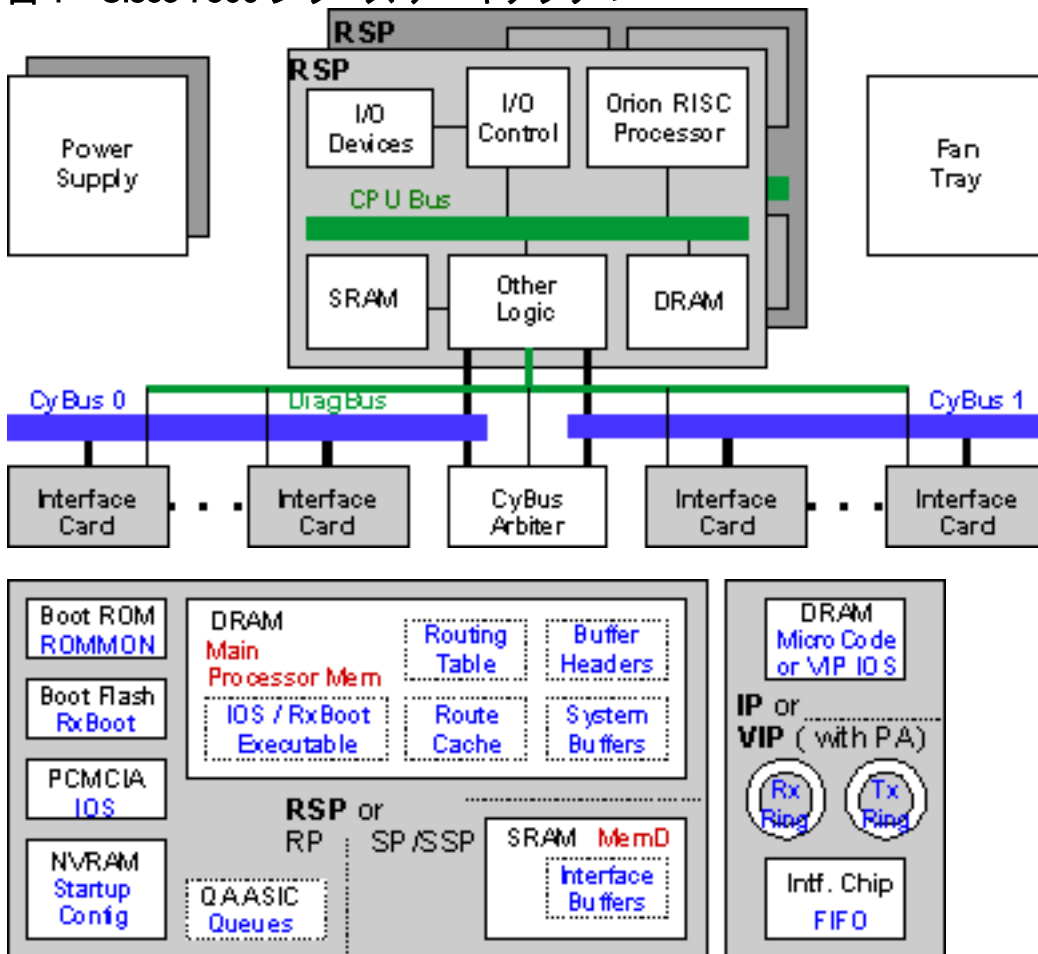 RSP
RSP
I/O
Devices
I/O
Control
Orion RISC
Processor
Power
Supply
Fan
Tray
CPU Bus
SRAM
Other
Logic
DRAM
CyBus 0
DiagBus
CyBus 1
Interface
Card
Interface
Card
CyBus
Arbiter
Interface
Card
Interface
Card
Boot ROM
ROMMON
Boot Flash
RxBoot
PCMCIA
IOS
NVRAM
Startup
Config
DRAM
Main
Processor Mem
Routing
Table
Buffer
Headers
IOS / RxBoot
Executable
Route
Cache
System
Buffers
RSP or
RP
SP/SSP
QAASIC
Queues
SRAM MemD
Interface
Buffers
DRAM
Micro Code
or VIP IOS
IP or
VIP ( with PA)
Rx
Ring
Tx
Ring
Intf. Chip
FIFO